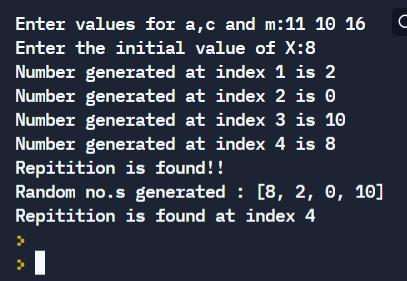 Enter values for a,c and m:11 10 16
Enter the initial value of X:8
Number generated at index 1 is 2
Number generated at index 2 is 0
Number generated at index 3 is 10
Number generated at index 4 is 8
Repitition is found!!
Random no.s generated : [8, 2, 0, 10]
Repitition is found at index 4
>
>